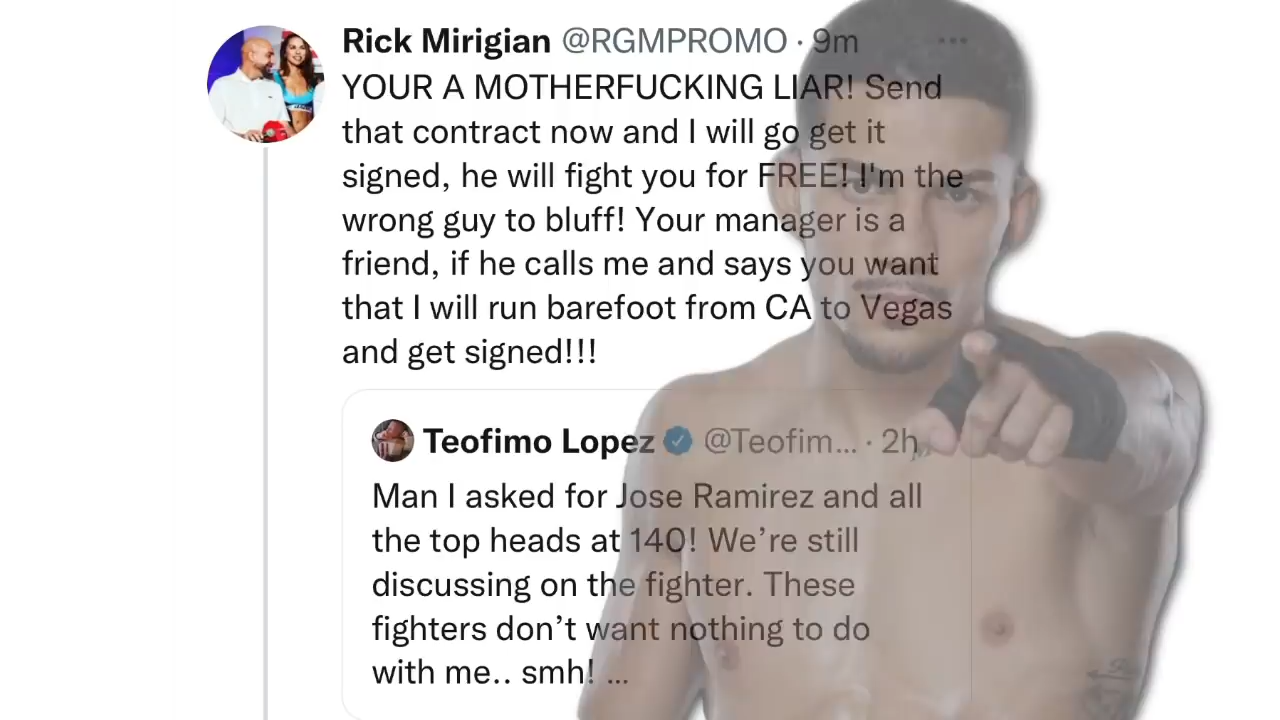 Rick Mirigian @RGMPROMO · 9m ...
YOUR A MOTHERFUCKING LIAR! Send
that contract now and I will go get it
signed, he will fight you for FREE! I'm the
wrong guy to bluff! Your manager is a
friend, if he calls me and says you want
that I will run barefoot from CA to Vegas
and get signed!!!
Teofimo Lopez @Teofim... · 2h
Man I asked for Jose Ramirez and all
the top heads at 140! We’re still
discussing on the fighter. These
fighters don’t want nothing to do
with me.. smh! ...